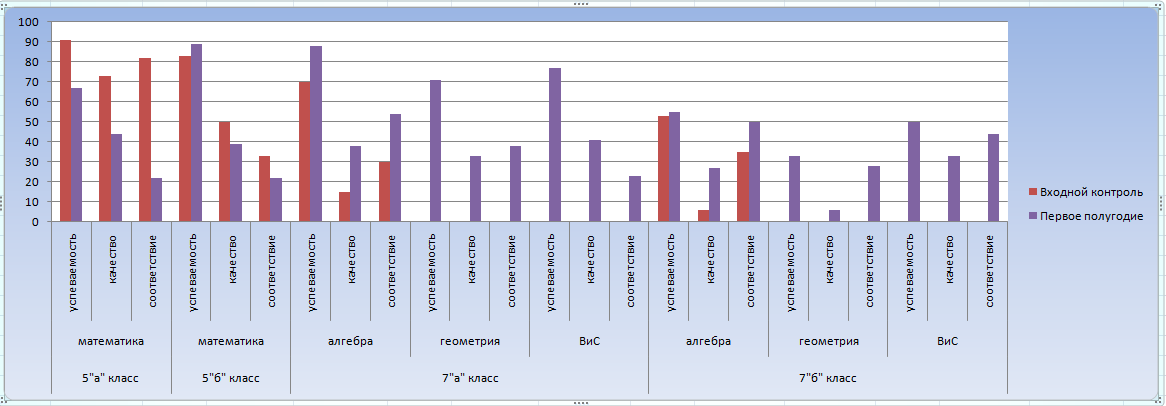 100
90
80
70
60
50
40
30
20
10
0
успеваемость
качество
соответствие
успеваемость
качество
соответствие
успеваемость
качество
соответствие
успеваемость
качество
соответствие
успеваемость
качество
соответствие
успеваемость
качество
соответствие
успеваемость
качество
соответствие
успеваемость
качество
соответствие
математика математика алгебра геометрия ВиС алгебра геометрия ВиС
5"а" класс 5"б" класс 7"а" класс 7"б" класс
Входной контроль
Первое полугодие